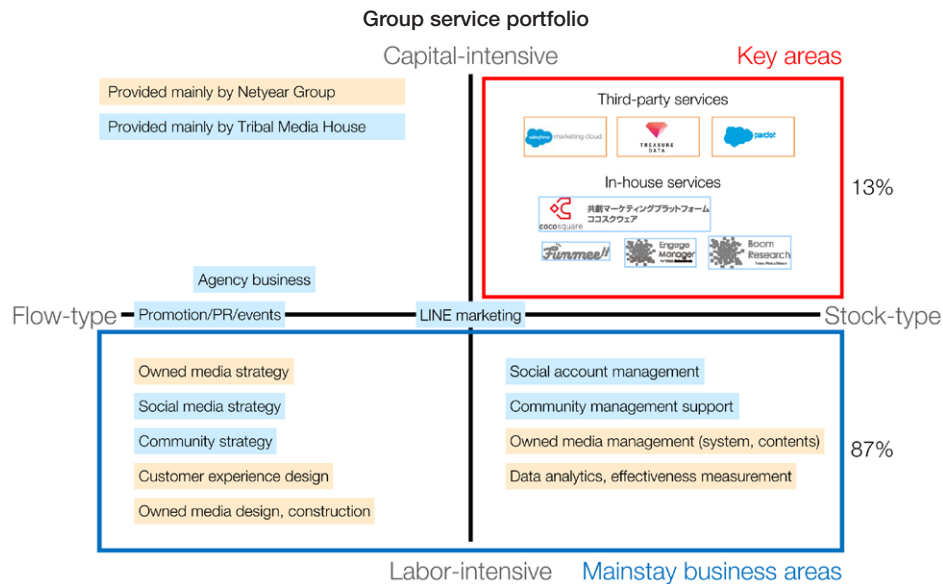 Group service portfolio
Capital-intensive
Key areas
Provided mainly by Netyear Group
Provided mainly by Tribal Media House
Third-party services
salesforce marketing cloud
TREASURE
DATA
pardot
13%
In-house services
cocosquare
共創マーケティングプラットフォーム
ココスクウェア
Funmee!!
Engage
Manager
Boom
Research
Agency business
Flow-type
Promotion/PR/events
LINE marketing
Stock-type
Owned media strategy
Social media strategy
Community strategy
Customer experience design
Owned media design, construction
Social account management
Community management support
Owned media management (system, contents)
Data analytics, effectiveness measurement
87%
Labor-intensive
Mainstay business areas